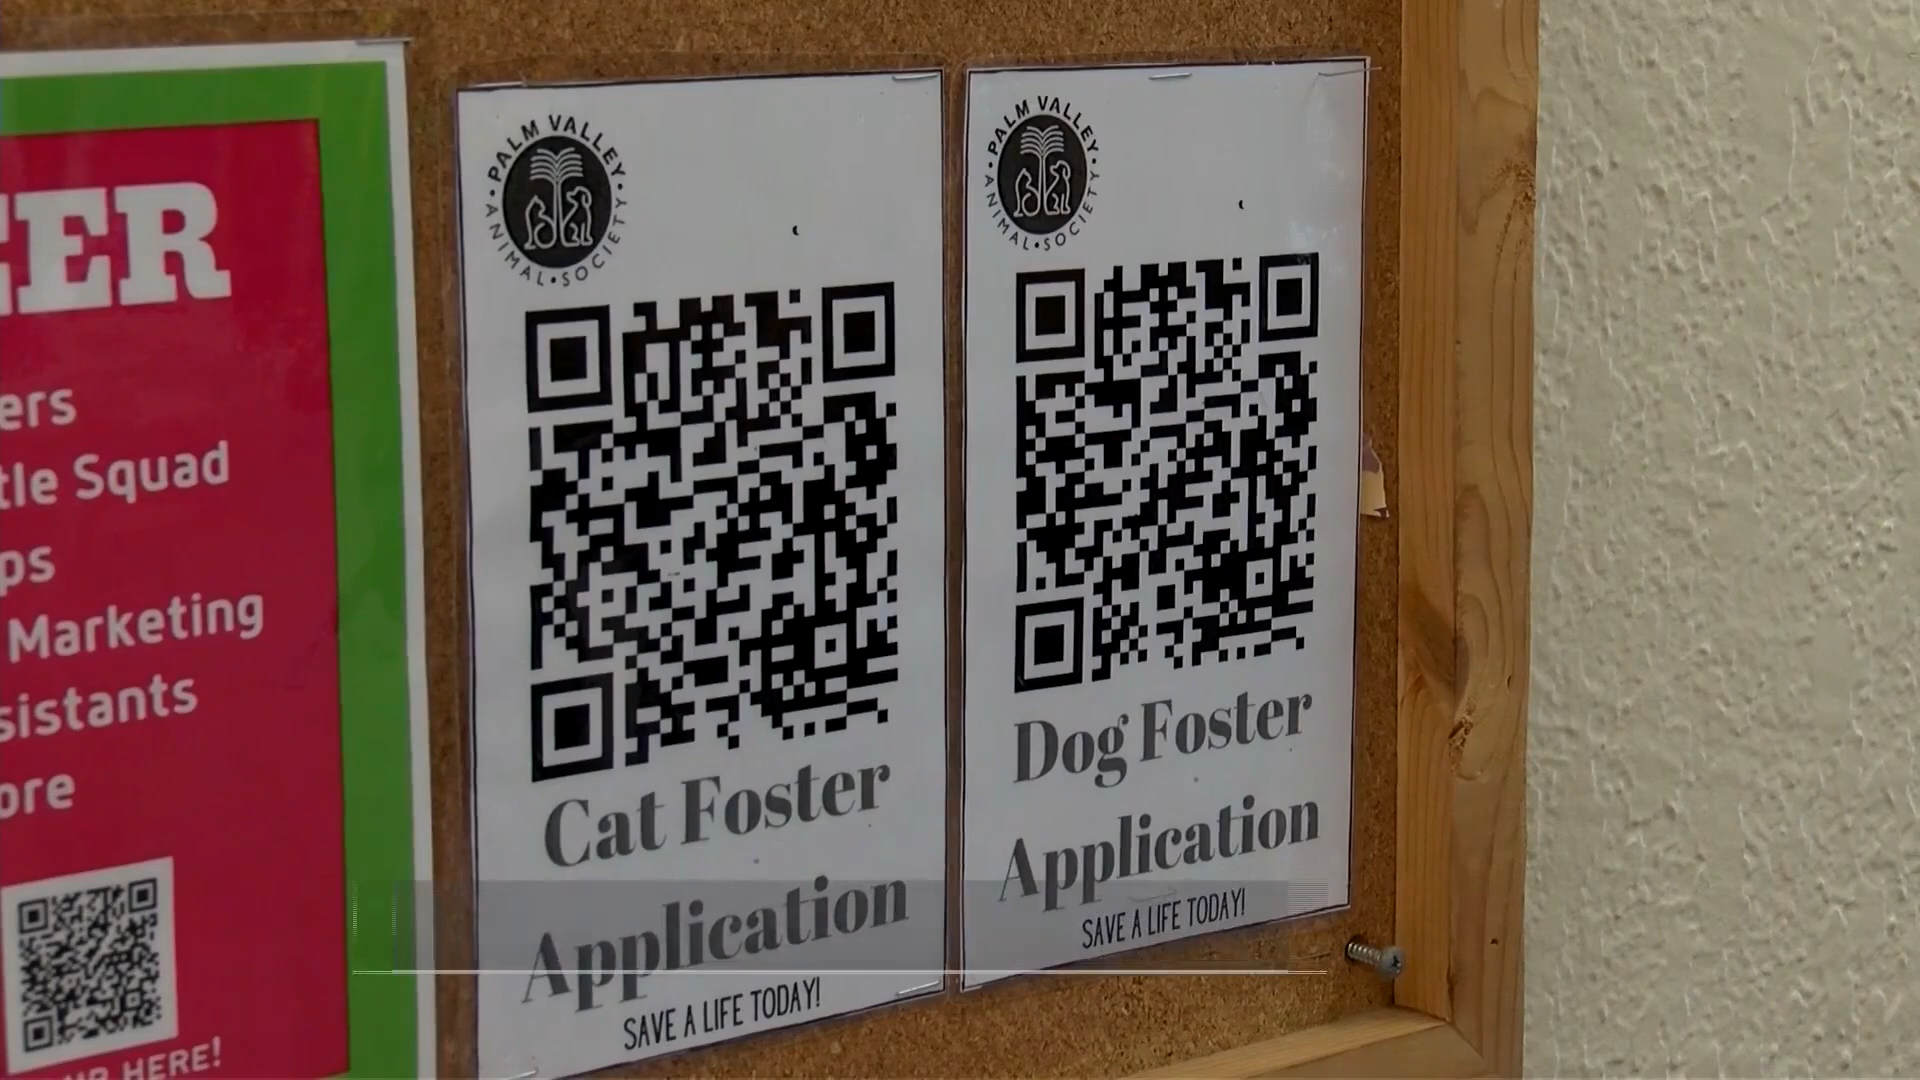 ER
ers
tle Squad
ps
Marketing
sistants
ore
HERE!
PALM VALLEY
ANIMAL SOCIETY
Cat Foster
Application
SAVE A LIFE TODAY!
PALM VALLEY
ANIMAL SOCIETY
Dog Foster
Application
SAVE A LIFE TODAY!